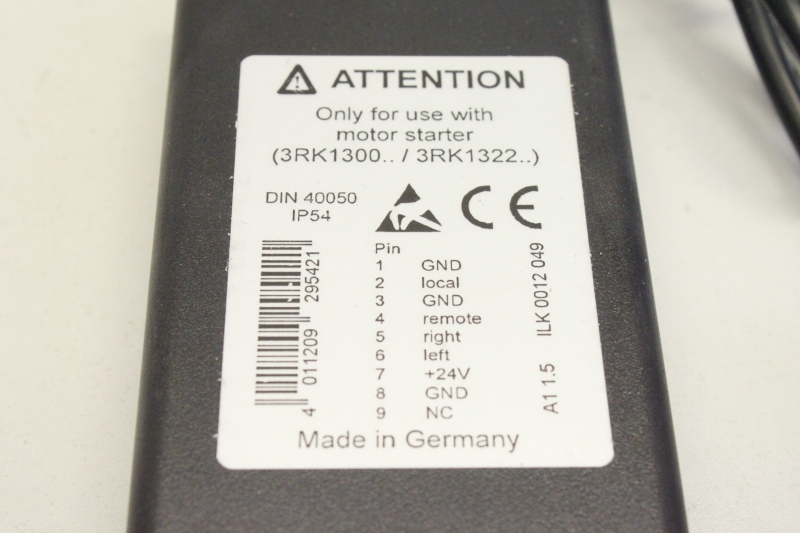 ATTENTION
Only for use with
motor starter
(3RK1300.. / 3RK1322..)
DIN 40050
IP54
CE
Pin
1 GND
2 local
3 GND
4 remote
5 right
6 left
7 +24V
8 GND
9 NC
4 011209 295421
A1 1.5 ILK 0012 049
Made in Germany